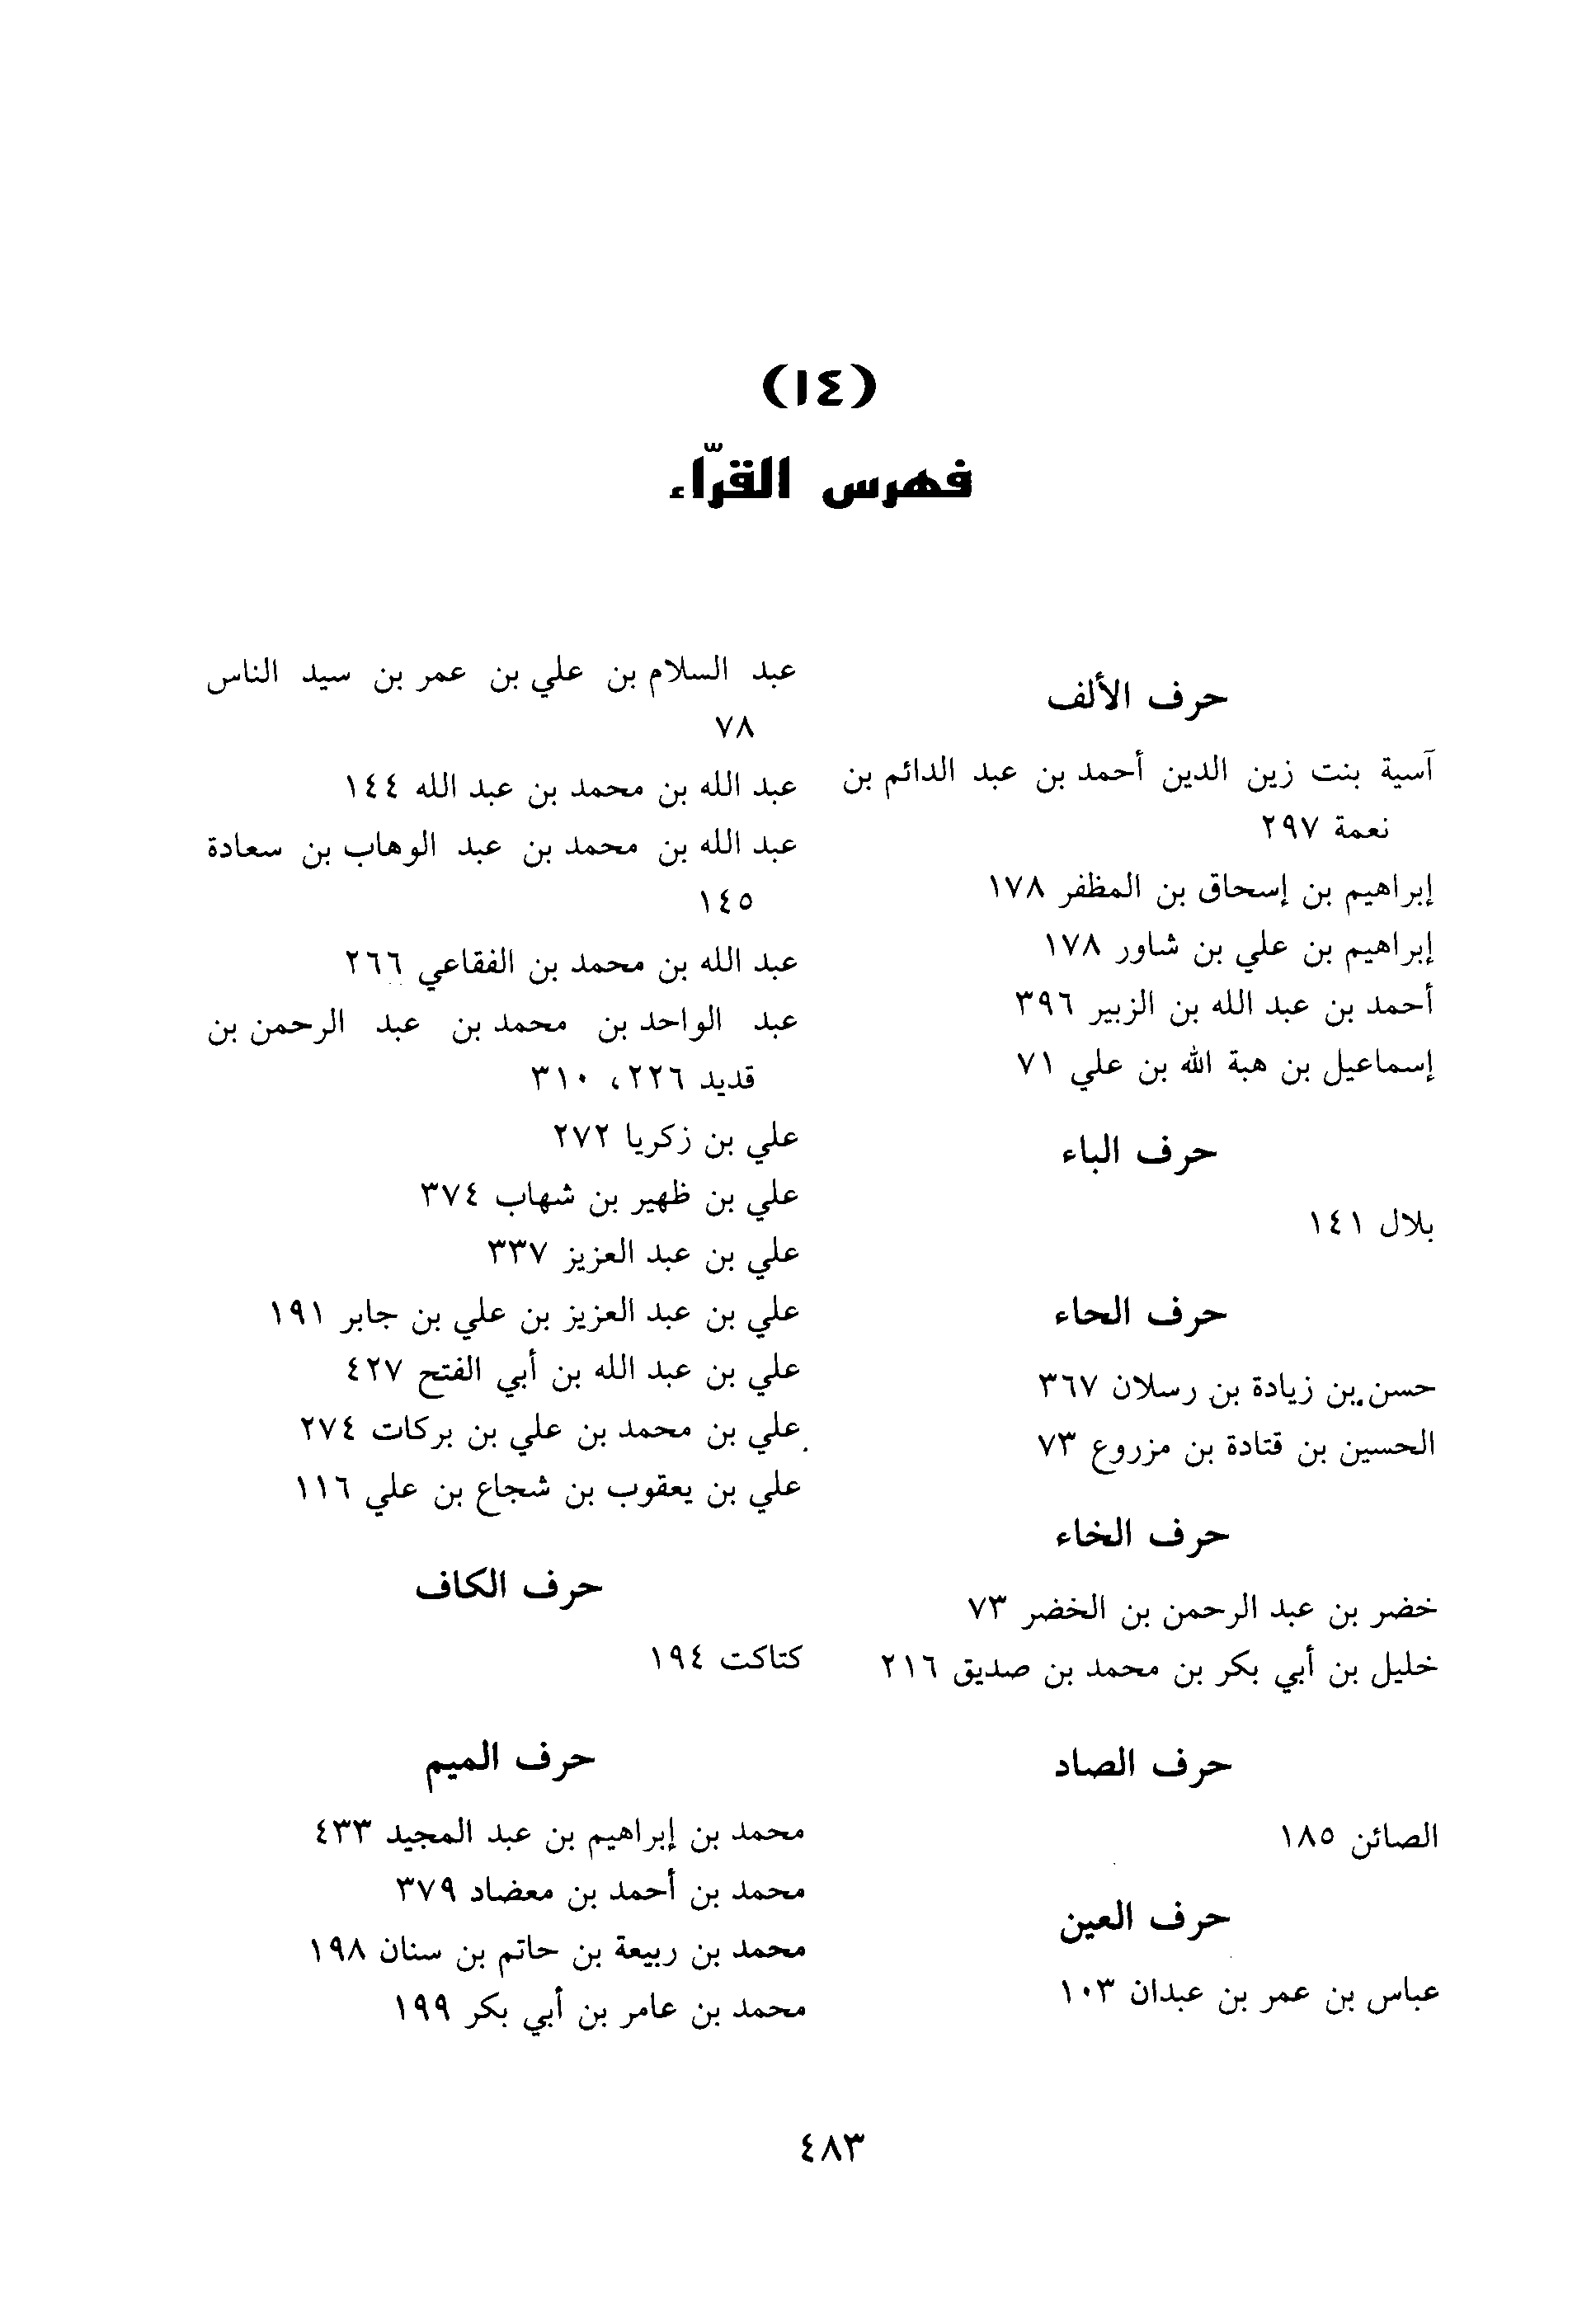 (١٤)
فهرس القرّاء
حرف الألف
آسية بنت زين الدين أحمد بن عبد الدائم بن
نعمة ٢٩٧
إبراهيم بن إسحاق بن المظفر ١٧٨
إبراهيم بن علي بن شاور ١٧٨
أحمد بن عبد الله بن الزبير ٣٩٦
إسماعيل بن هبة الله بن علي ٧١
حرف الباء
بلال ١٤١
حرف الحاء
حسن بن زيادة بن رسلان ٣٦٧
الحسين بن قتادة بن مزروع ٧٣
حرف الخاء
خضر بن عبد الرحمن بن الخضر ٧٣
خليل بن أبي بكر بن محمد بن صديق ٢١٦
حرف الصاد
الصائن ١٨٥
حرف العين
عباس بن عمر بن عبدان ١٠٣
عبد السلام بن علي بن عمر بن سيد الناس
٧٨
عبد الله بن محمد بن عبد الله ١٤٤
عبد الله بن محمد بن عبد الوهاب بن سعادة
١٤٥
عبد الله بن محمد بن الفقاعي ٢٦٦
عبد الواحد بن محمد بن عبد الرحمن بن
قديد ٢٢٦، ٣١٠
علي بن زكريا ٢٧٢
علي بن ظهير بن شهاب ٣٧٤
علي بن عبد العزيز ٣٣٧
علي بن عبد العزيز بن علي بن جابر ١٩١
علي بن عبد الله بن أبي الفتح ٤٢٧
علي بن محمد بن علي بن بركات ٢٧٤
علي بن يعقوب بن شجاع بن علي ١١٦
حرف الكاف
كتاكت ١٩٤
حرف الميم
محمد بن إبراهيم بن عبد المجيد ٤٣٣
محمد بن أحمد بن معضاد ٣٧٩
محمد بن ربيعة بن حاتم بن سنان ١٩٨
محمد بن عامر بن أبي بكر ١٩٩
٤٨٣